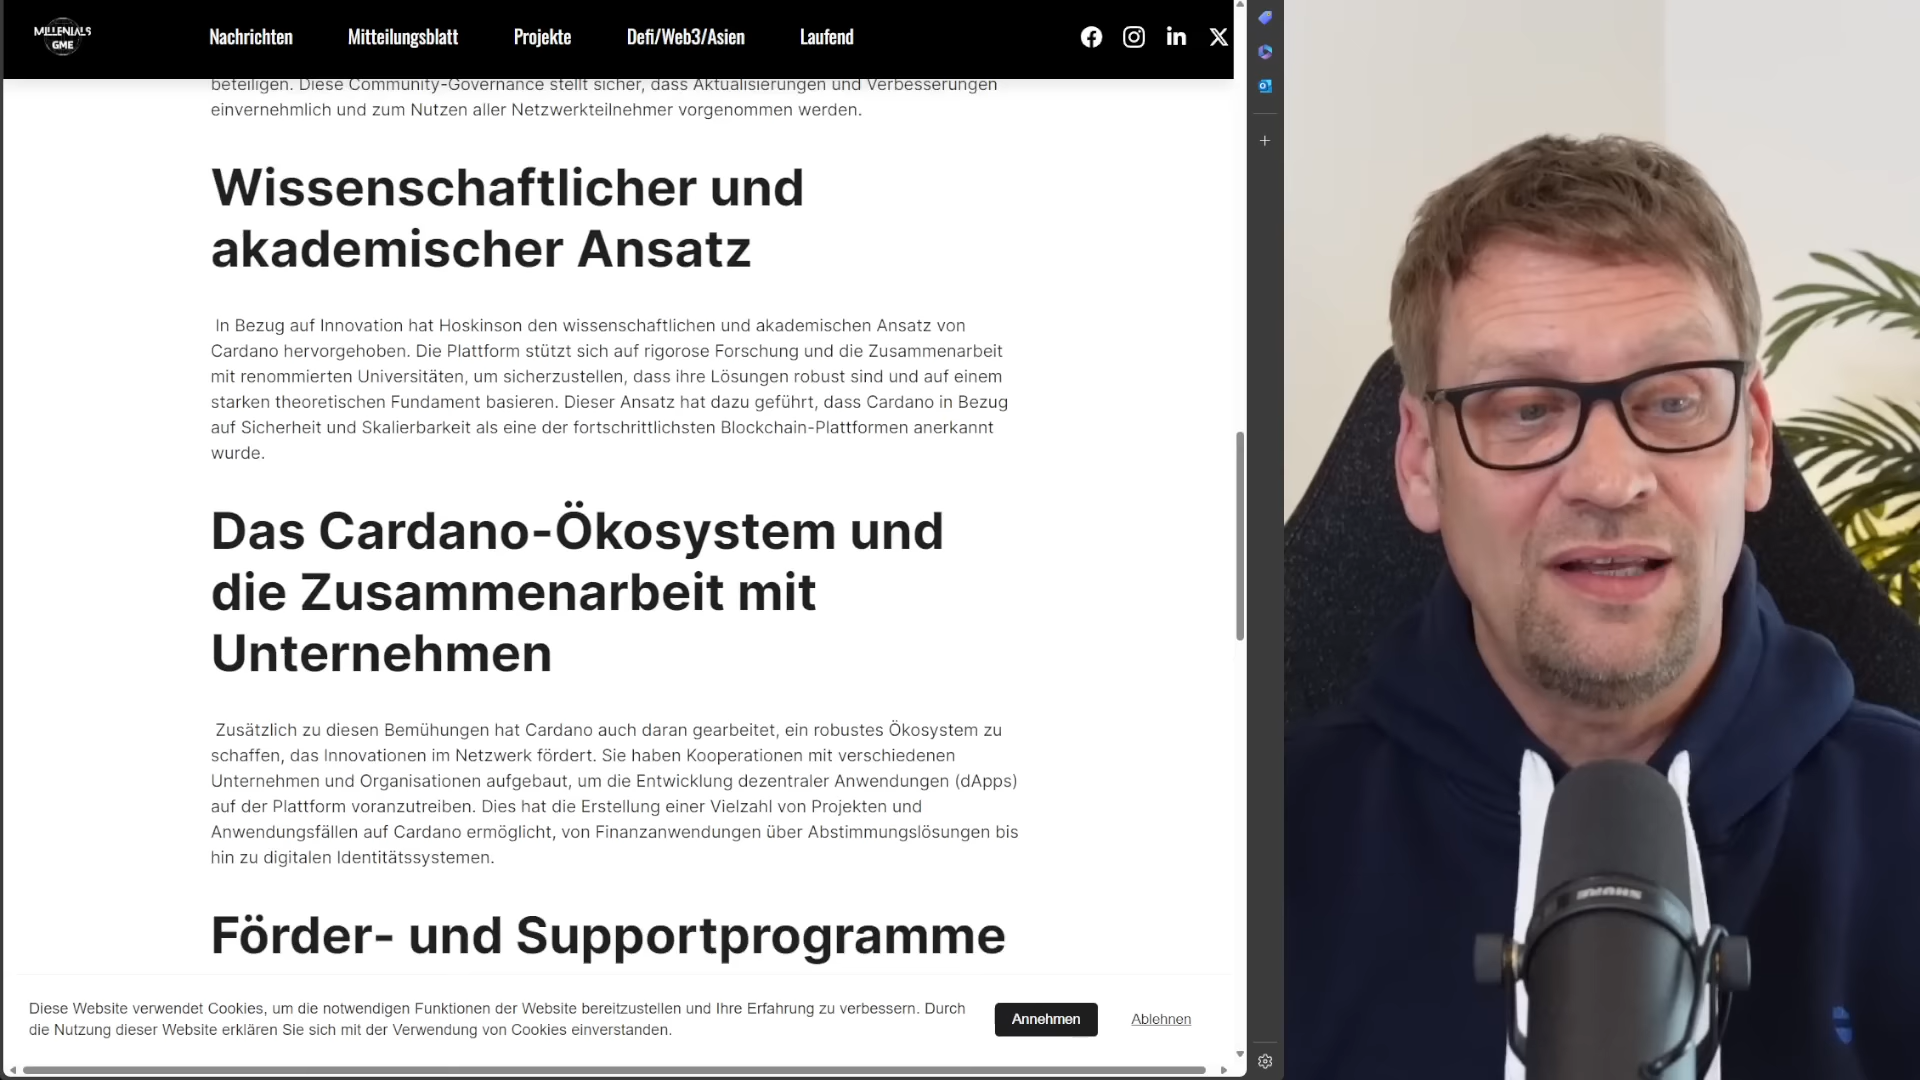 MILLENIALS
GME
Nachrichten
Mitteilungsblatt
Projekte
Defi/Web3/Asien
Laufend
beteiligen. Diese Community-Governance stellt sicher, dass Aktualisierungen und Verbesserungen
einvernehmlich und zum Nutzen aller Netzwerkteilnehmer vorgenommen werden.
Wissenschaftlicher und
akademischer Ansatz
In Bezug auf Innovation hat Hoskinson den wissenschaftlichen und akademischen Ansatz von
Cardano hervorgehoben. Die Plattform stützt sich auf rigorose Forschung und die Zusammenarbeit
mit renommierten Universitäten, um sicherzustellen, dass ihre Lösungen robust sind und auf einem
starken theoretischen Fundament basieren. Dieser Ansatz hat dazu geführt, dass Cardano in Bezug
auf Sicherheit und Skalierbarkeit als eine der fortschrittlichsten Blockchain-Plattformen anerkannt
wurde.
Das Cardano-Ökosystem und
die Zusammenarbeit mit
Unternehmen
Zusätzlich zu diesen Bemühungen hat Cardano auch daran gearbeitet, ein robustes Ökosystem zu
schaffen, das Innovationen im Netzwerk fördert. Sie haben Kooperationen mit verschiedenen
Unternehmen und Organisationen aufgebaut, um die Entwicklung dezentraler Anwendungen (dApps)
auf der Plattform voranzutreiben. Dies hat die Erstellung einer Vielzahl von Projekten und
Anwendungsfällen auf Cardano ermöglicht, von Finanzanwendungen über Abstimmungslösungen bis
hin zu digitalen Identitätssystemen.
Förder- und Supportprogramme
Diese Website verwendet Cookies, um die notwendigen Funktionen der Website bereitzustellen und Ihre Erfahrung zu verbessern. Durch
die Nutzung dieser Website erklären Sie sich mit der Verwendung von Cookies einverstanden.
Annehmen
Ablehnen
SHURE